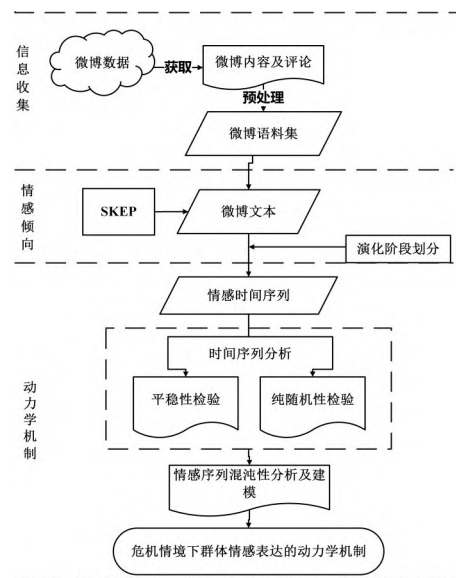 信息收集
微博数据
获取
微博内容及评论
预处理
微博语料集
情感倾向
SKEP
微博文本
演化阶段划分
情感时间序列
动力学机制
时间序列分析
平稳性检验
纯随机性检验
情感序列混沌性分析及建
模
危机情境下群体情感表达的动力学机制